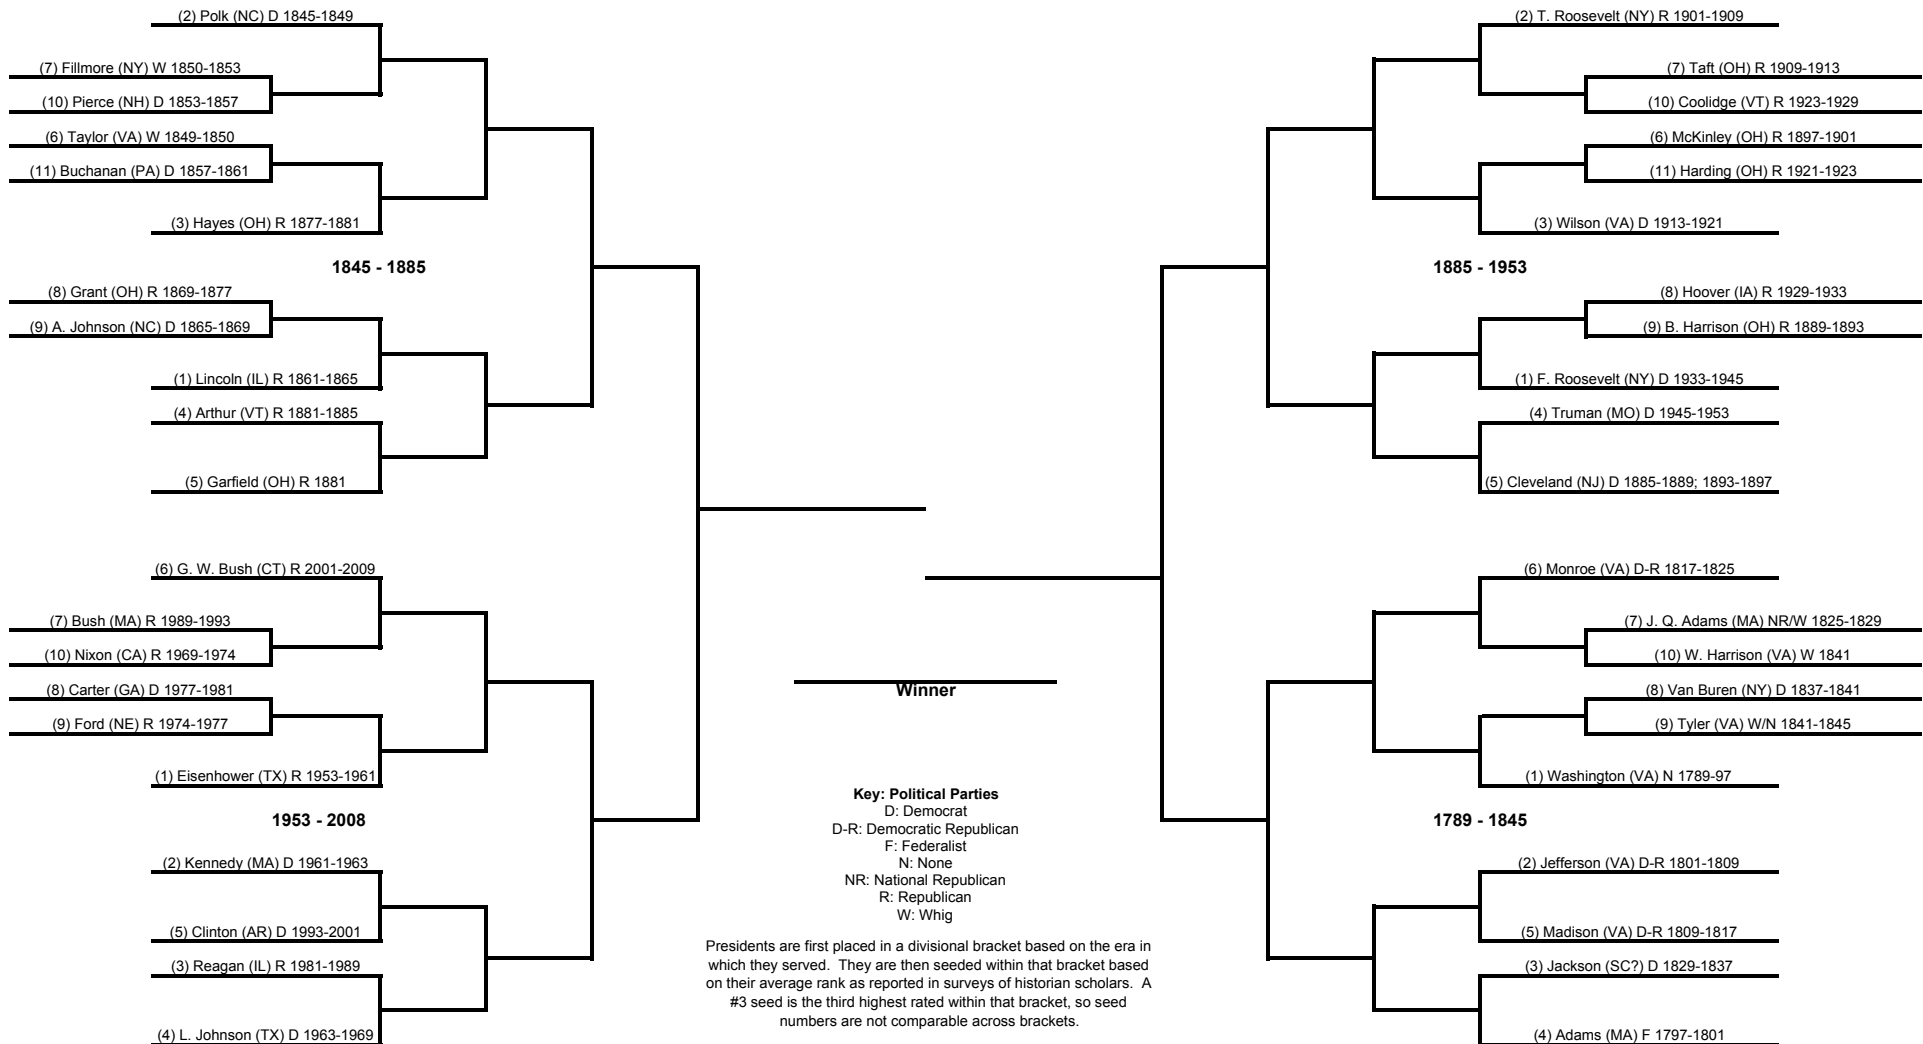 (2) Polk (NC) D 1845-1849
(7) Fillmore (NY) W 1850-1853
(10) Pierce (NH) D 1853-1857
(6) Taylor (VA) W 1849-1850
(11) Buchanan (PA) D 1857-1861
(3) Hayes (OH) R 1877-1881
1845 - 1885
(8) Grant (OH) R 1869-1877
(9) A. Johnson (NC) D 1865-1869
(1) Lincoln (IL) R 1861-1865
(4) Arthur (VT) R 1881-1885
(5) Garfield (OH) R 1881
(6) G. W. Bush (CT) R 2001-2009
(7) Bush (MA) R 1989-1993
(10) Nixon (CA) R 1969-1974
(8) Carter (GA) D 1977-1981
(9) Ford (NE) R 1974-1977
(1) Eisenhower (TX) R 1953-1961
1953 - 2008
(2) Kennedy (MA) D 1961-1963
(5) Clinton (AR) D 1993-2001
(3) Reagan (IL) R 1981-1989
(4) L. Johnson (TX) D 1963-1969
Winner
Key: Political Parties
D: Democrat
D-R: Democratic Republican
F: Federalist
N: None
NR: National Republican
R: Republican
W: Whig
Presidents are first placed in a divisional bracket based on the era in
which they served. They are then seeded within that bracket based
on their average rank as reported in surveys of historian scholars. A
#3 seed is the third highest rated within that bracket, so seed
numbers are not comparable across brackets.
(2) T. Roosevelt (NY) R 1901-1909
(7) Taft (OH) R 1909-1913
(10) Coolidge (VT) R 1923-1929
(6) McKinley (OH) R 1897-1901
(11) Harding (OH) R 1921-1923
(3) Wilson (VA) D 1913-1921
1885 - 1953
(8) Hoover (IA) R 1929-1933
(9) B. Harrison (OH) R 1889-1893
(1) F. Roosevelt (NY) D 1933-1945
(4) Truman (MO) D 1945-1953
(5) Cleveland (NJ) D 1885-1889; 1893-1897
(6) Monroe (VA) D-R 1817-1825
(7) J. Q. Adams (MA) NR/W 1825-1829
(10) W. Harrison (VA) W 1841
(8) Van Buren (NY) D 1837-1841
(9) Tyler (VA) W/N 1841-1845
(1) Washington (VA) N 1789-97
1789 - 1845
(2) Jefferson (VA) D-R 1801-1809
(5) Madison (VA) D-R 1809-1817
(3) Jackson (SC?) D 1829-1837
(4) Adams (MA) F 1797-1801